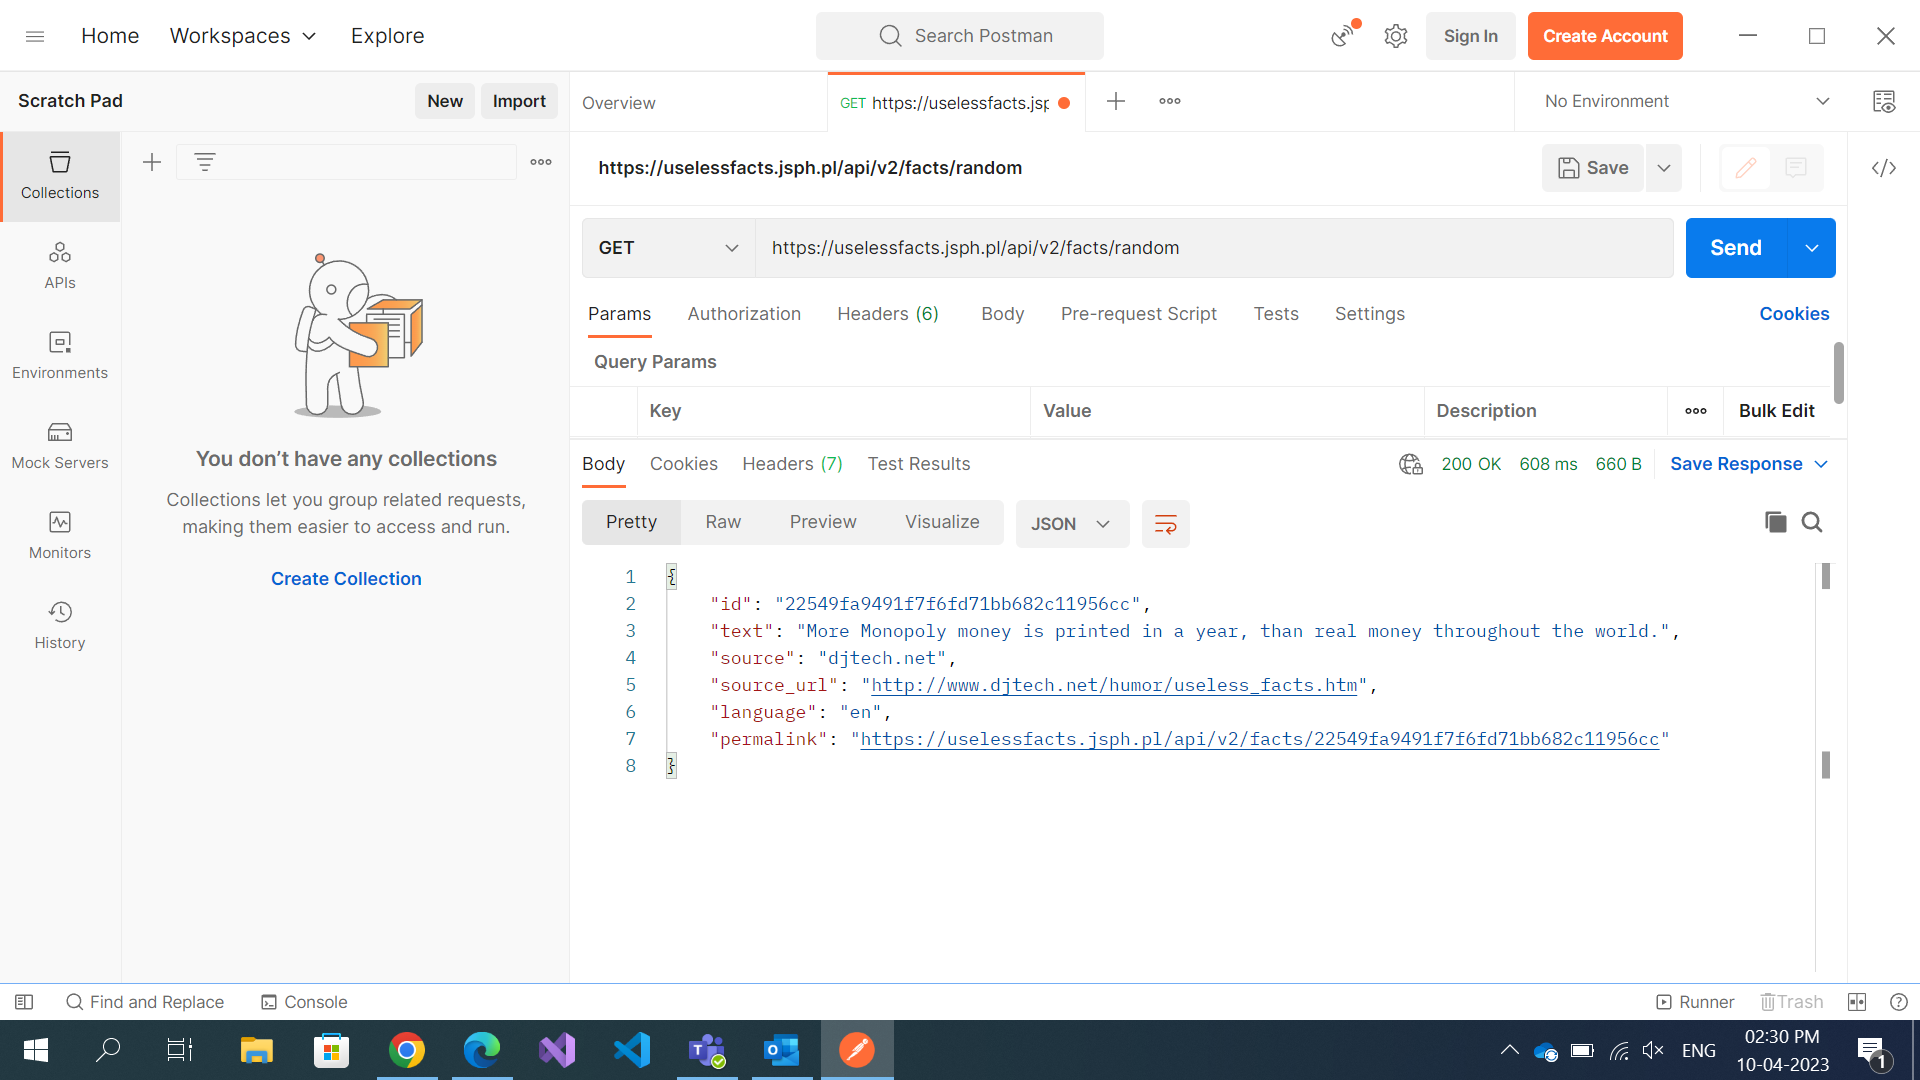 Home Workspaces Explore
Search Postman
Sign In Create Account
Scratch Pad
New Import
Overview
GET https://uselessfacts.jsp
No Environment
Collections
APIs
Environments
Mock Servers
Monitors
History
You don’t have any collections
Collections let you group related requests,
making them easier to access and run.
Create Collection
https://uselessfacts.jsph.pl/api/v2/facts/random
Save
GET https://uselessfacts.jsph.pl/api/v2/facts/random
Send
Params Authorization Headers (6) Body Pre-request Script Tests Settings Cookies
Query Params
Key Value Description Bulk Edit
Body Cookies Headers (7) Test Results 200 OK 608 ms 660 B Save Response
Pretty Raw Preview Visualize JSON
1 {
2 "id": "22549fa9491f7f6fd71bb682c11956cc",
3 "text": "More Monopoly money is printed in a year, than real money throughout the world.",
4 "source": "djtech.net",
5 "source_url": "http://www.djtech.net/humor/useless_facts.htm",
6 "language": "en",
7 "permalink": "https://uselessfacts.jsph.pl/api/v2/facts/22549fa9491f7f6fd71bb682c11956cc"
8 }
Find and Replace Console
Runner Trash
ENG
02:30 PM
10-04-2023
1